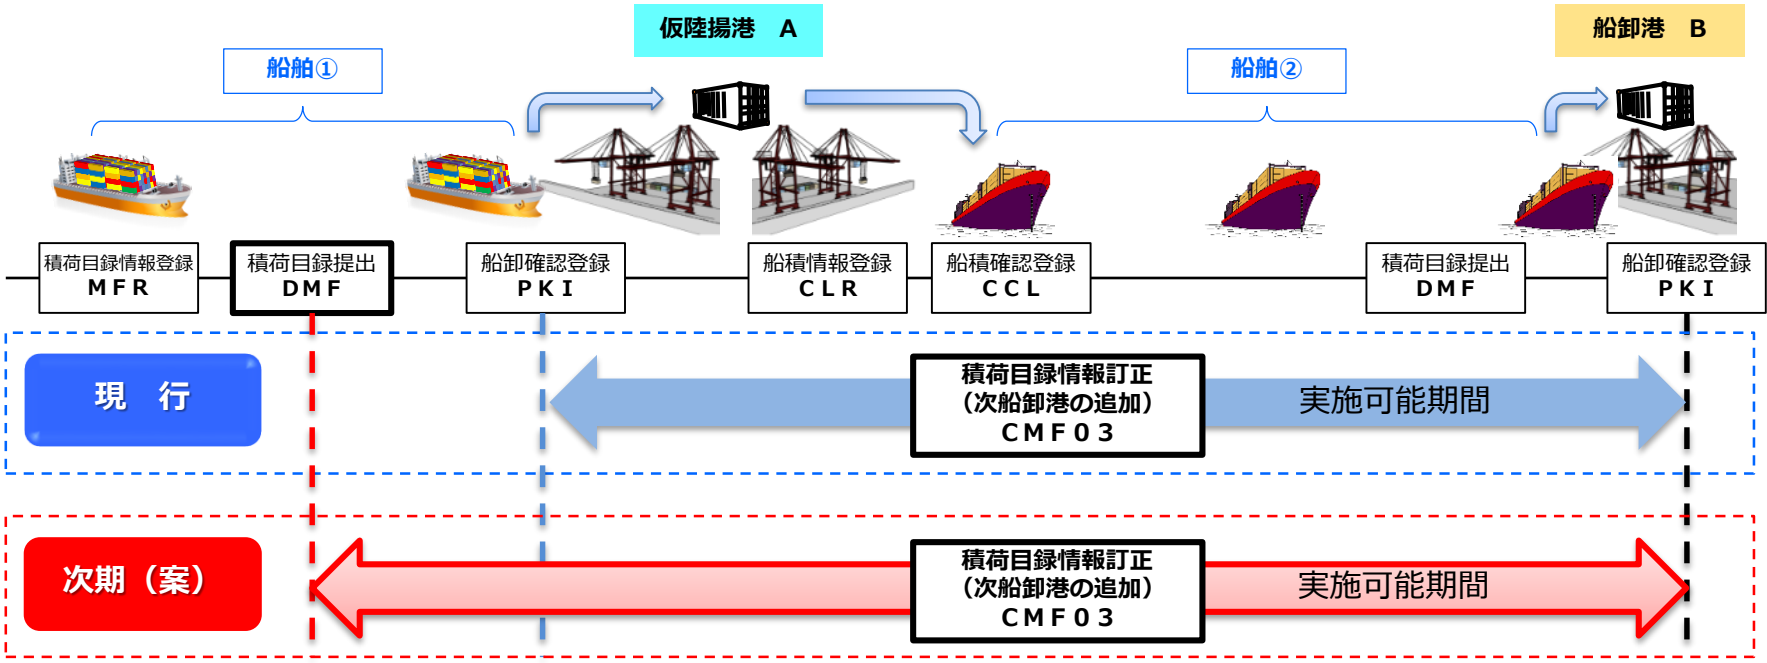 仮陸揚港　A
船卸港　B
船舶①
船舶②
積荷目録情報登録
ＭＦＲ
積荷目録提出
ＤＭＦ
船卸確認登録
ＰＫＩ
船積情報登録
ＣＬＲ
船積確認登録
ＣＣＬ
積荷目録提出
ＤＭＦ
船卸確認登録
ＰＫＩ
現　行
積荷目録情報訂正
（次船卸港の追加）
ＣＭＦ０３
実施可能期間
次期（案）
積荷目録情報訂正
（次船卸港の追加）
ＣＭＦ０３
実施可能期間